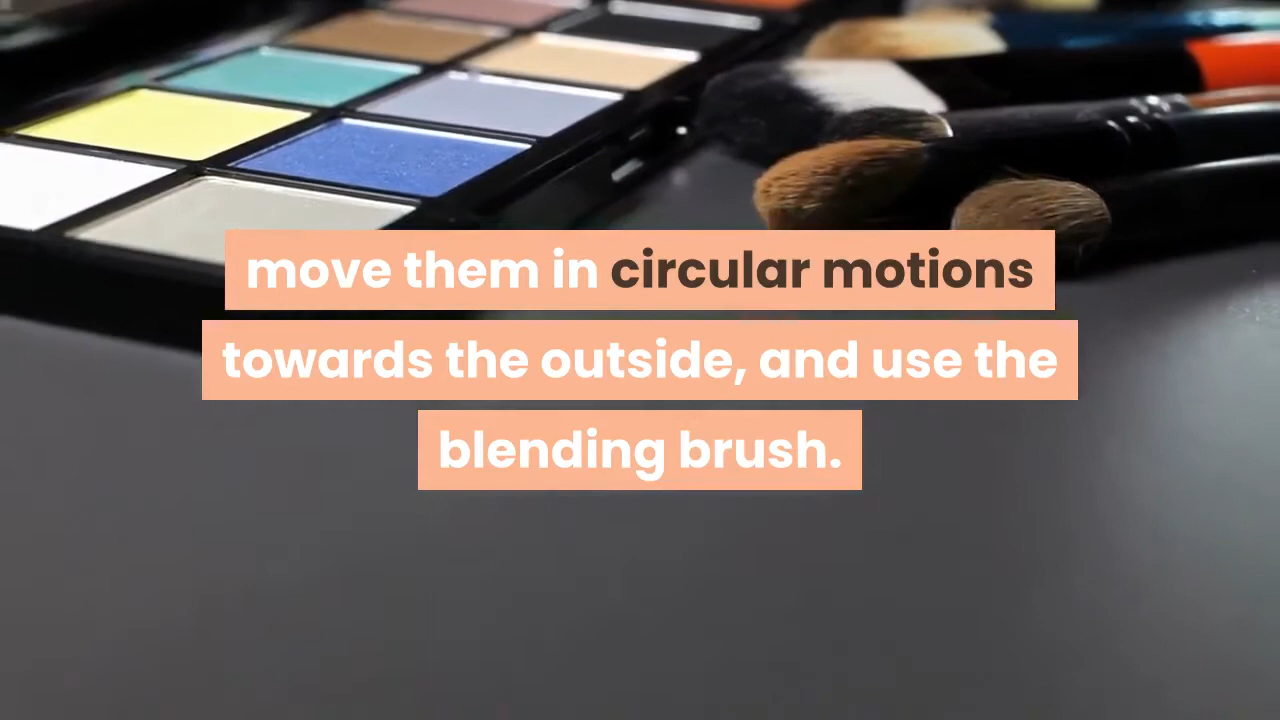 move them in circular motions
towards the outside, and use the
blending brush.